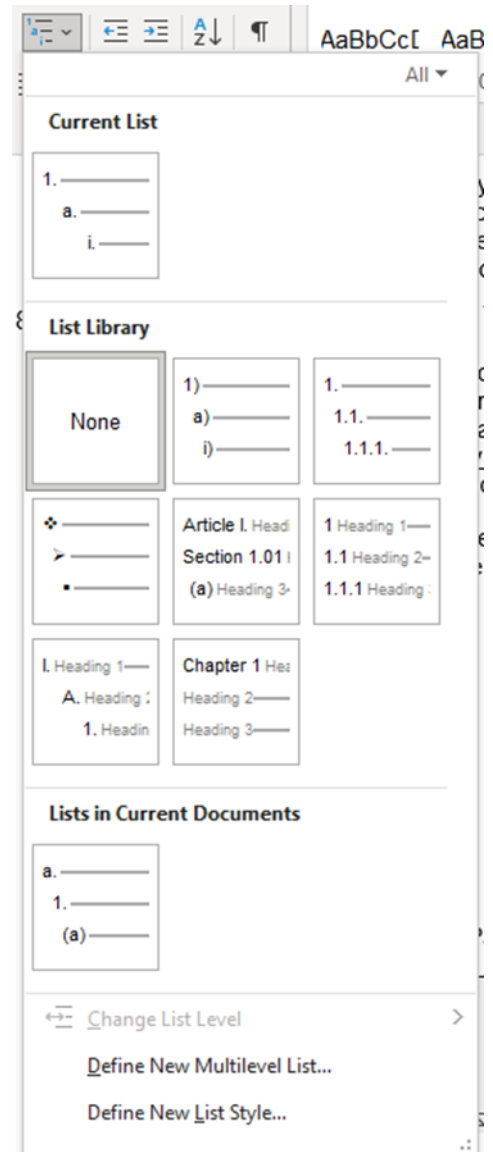 AaBbCcI AaB
All
Current List
1.
a.
i.
List Library
None
1)
a)
i)
1.
1.1.
1.1.1.
Article I. Headi
Section 1.01
(a) Heading 3
1 Heading 1
1.1 Heading 2
1.1.1 Heading
I. Heading 1
A. Heading
1. Headin
Chapter 1 Hea
Heading 2
Heading 3
Lists in Current Documents
a.
1.
(a)
Change List Level
Define New Multilevel List...
Define New List Style...